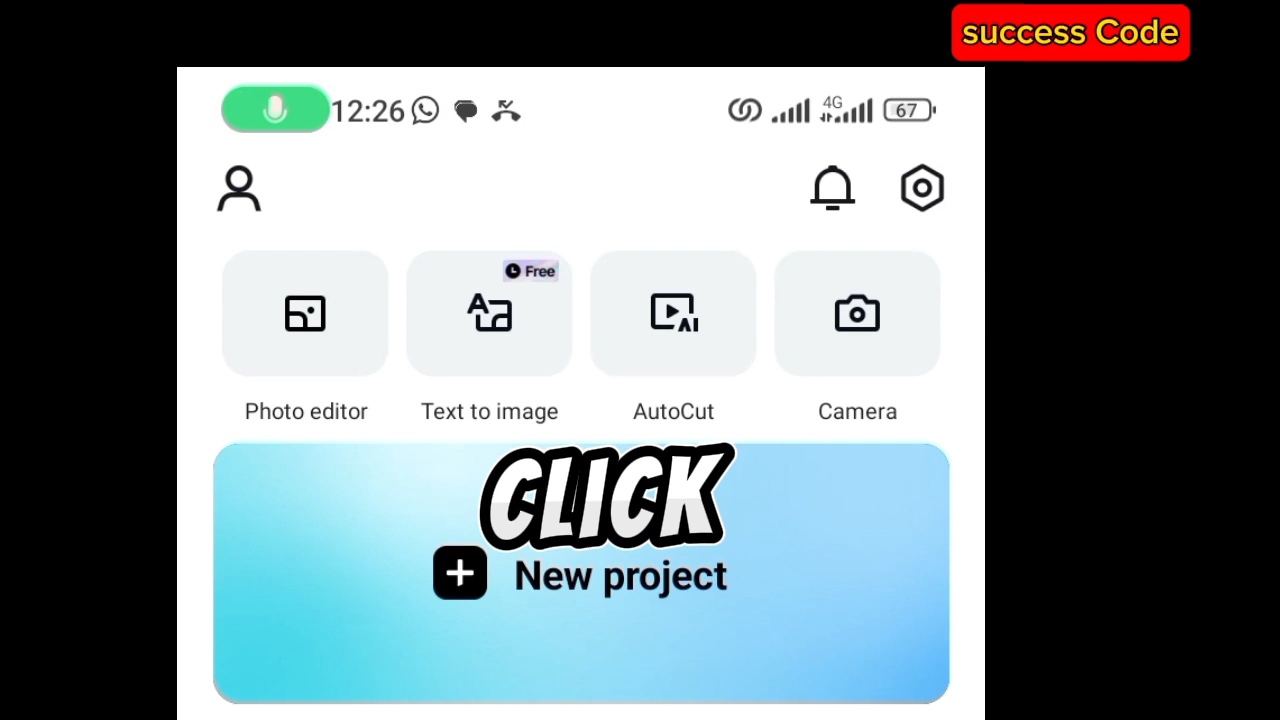 success Code
12:26
4G
67
Free
Photo editor
Text to image
AutoCut
Camera
CLICK
New project